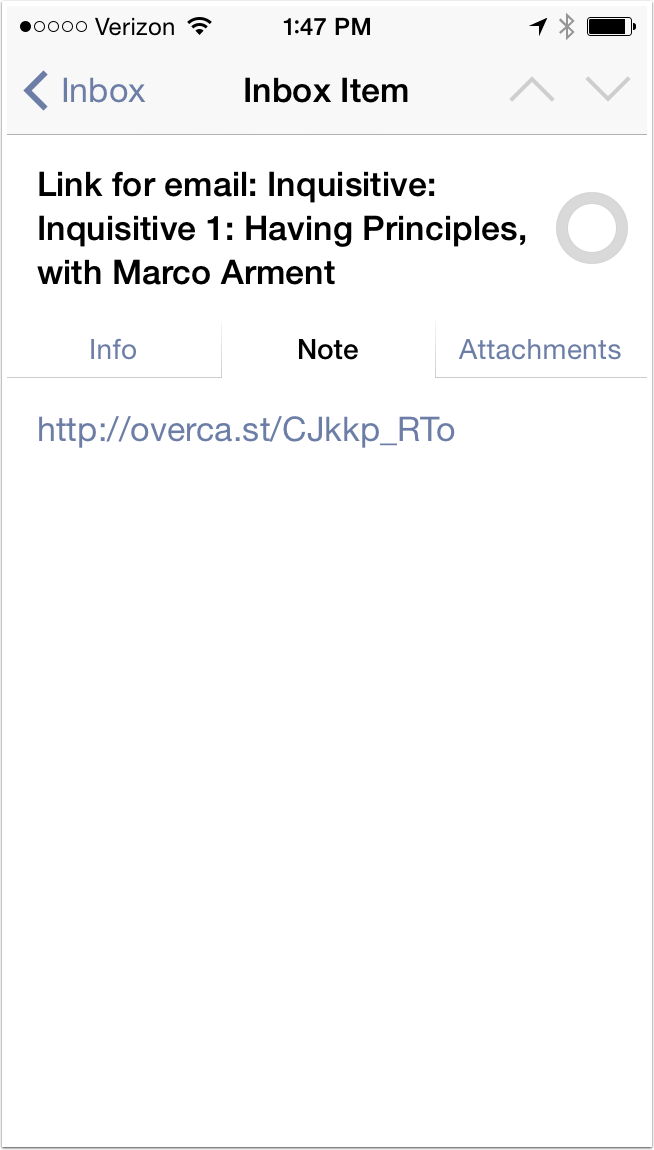 Verizon 1:47 PM
Inbox Inbox Item
Link for email: Inquisitive:
Inquisitive 1: Having Principles,
with Marco Arment
Info Note Attachments
http://overca.st/CJkkp_RTo